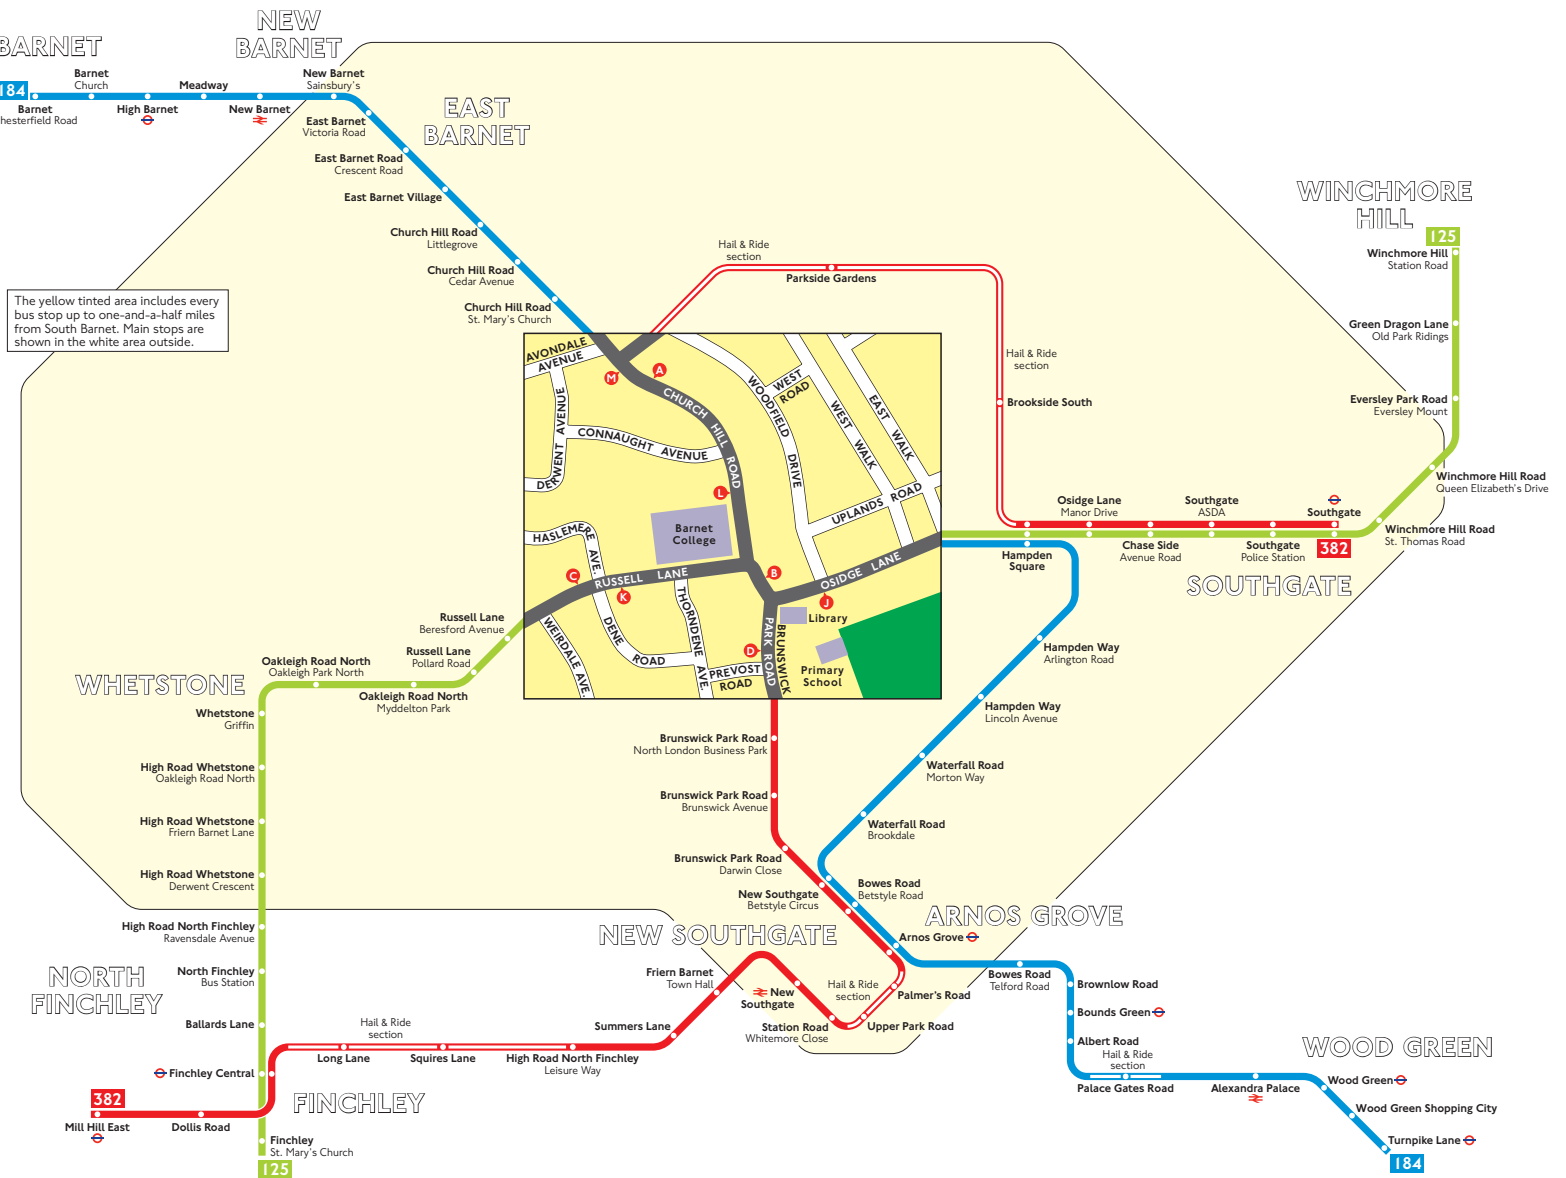 BARNET
NEW
BARNET
184
Barnet
Church
Meadway
New Barnet
Sainsbury's
Barnet
hesterfield Road
High Barnet
New Barnet
East Barnet
Victoria Road
EAST
BARNET
East Barnet Road
Crescent Road
East Barnet Village
Church Hill Road
Littlegrove
Church Hill Road
Cedar Avenue
Church Hill Road
St. Mary's Church
The yellow tinted area includes every
bus stop up to one-and-a-half miles
from South Barnet. Main stops are
shown in the white area outside.
Hail & Ride
section
Parkside Gardens
Hail & Ride
section
Brookside South
WINCHMORE
HILL
125
Winchmore Hill
Station Road
Green Dragon Lane
Old Park Ridings
Eversley Park Road
Eversley Mount
Winchmore Hill Road
Queen Elizabeth's Drive
Winchmore Hill Road
St. Thomas Road
Osidge Lane
Manor Drive
Southgate
ASDA
Southgate
Hampden
Square
Chase Side
Avenue Road
Southgate
Police Station
382
SOUTHGATE
AVONDALE
AVENUE
M
A
DERWENT AVENUE
CONNAUGHT AVENUE
CHURCH HILL ROAD
WOODFIELD DRIVE
WEST
ROAD
WEST WALK
EAST WALK
UPLANDS ROAD
L
Barnet
College
HASLEMERE AVE.
C
RUSSELL LANE
K
B
OSIDGE LANE
J
Library
WEIRDALE AVE.
DENE ROAD
THORNDENE AVE.
D
PREVOST
ROAD
BRUNSWICK
PARK ROAD
Primary
School
Russell Lane
Beresford Avenue
Russell Lane
Pollard Road
Oakleigh Road North
Oakleigh Park North
Oakleigh Road North
Myddelton Park
WHETSTONE
Whetstone
Griffin
High Road Whetstone
Oakleigh Road North
High Road Whetstone
Friern Barnet Lane
High Road Whetstone
Derwent Crescent
High Road North Finchley
Ravensdale Avenue
NORTH
FINCHLEY
North Finchley
Bus Station
Ballards Lane
Finchley Central
382
Mill Hill East
Dollis Road
FINCHLEY
Finchley
St. Mary's Church
125
Hail & Ride
section
Long Lane
Squires Lane
High Road North Finchley
Leisure Way
Summers Lane
Friern Barnet
Town Hall
NEW SOUTHGATE
New
Southgate
Station Road
Whitemore Close
Hail & Ride
section
Upper Park Road
Palmer's Road
Brunswick Park Road
North London Business Park
Brunswick Park Road
Brunswick Avenue
Brunswick Park Road
Darwin Close
New Southgate
Betstyle Circus
Hampden Way
Arlington Road
Hampden Way
Lincoln Avenue
Waterfall Road
Morton Way
Waterfall Road
Brookdale
Bowes Road
Betstyle Road
ARNOS GROVE
Arnos Grove
Bowes Road
Telford Road
Brownlow Road
Bounds Green
Albert Road
Hail & Ride
section
Palace Gates Road
Alexandra Palace
WOOD GREEN
Wood Green
Wood Green Shopping City
Turnpike Lane
184